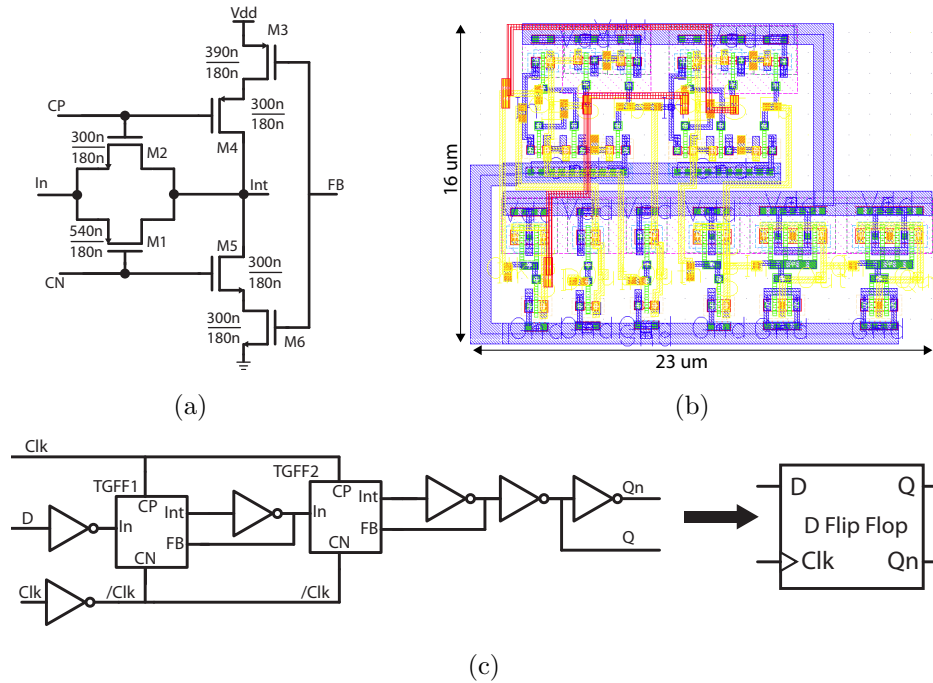 Vdd
M3
390n
180n
CP
300n
180n
M4
300n
180n
M2
In
Int
FB
540n
180n
M1
M5
300n
180n
CN
300n
180n
M6
(a)
16 um
23 um
(b)
Clk
TGFF1
TGFF2
CP
Int
In
FB
CN
CP
Int
In
FB
CN
D
Clk
/Clk
/Clk
Qn
Q
D
Q
D Flip Flop
Clk
Qn
(c)